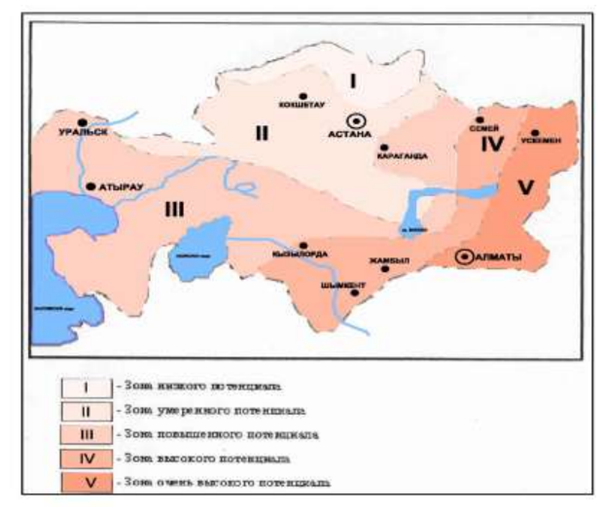 I
КОКШЕТАУ
АСТАНА
II
УРАЛЬСК
СЕМЕЙ
IV
КАРАГАНДА
V
АТЫРАУ
III
КЫЗЫЛОРДА
ЖАМБЫЛ
АЛМАТЫ
ШЫМКЕНТ
I - Зона низкого потенциала
II - Зона умеренного потенциала
III - Зона повышенного потенциала
IV - Зона высокого потенциала
V - Зона очень высокого потенциала